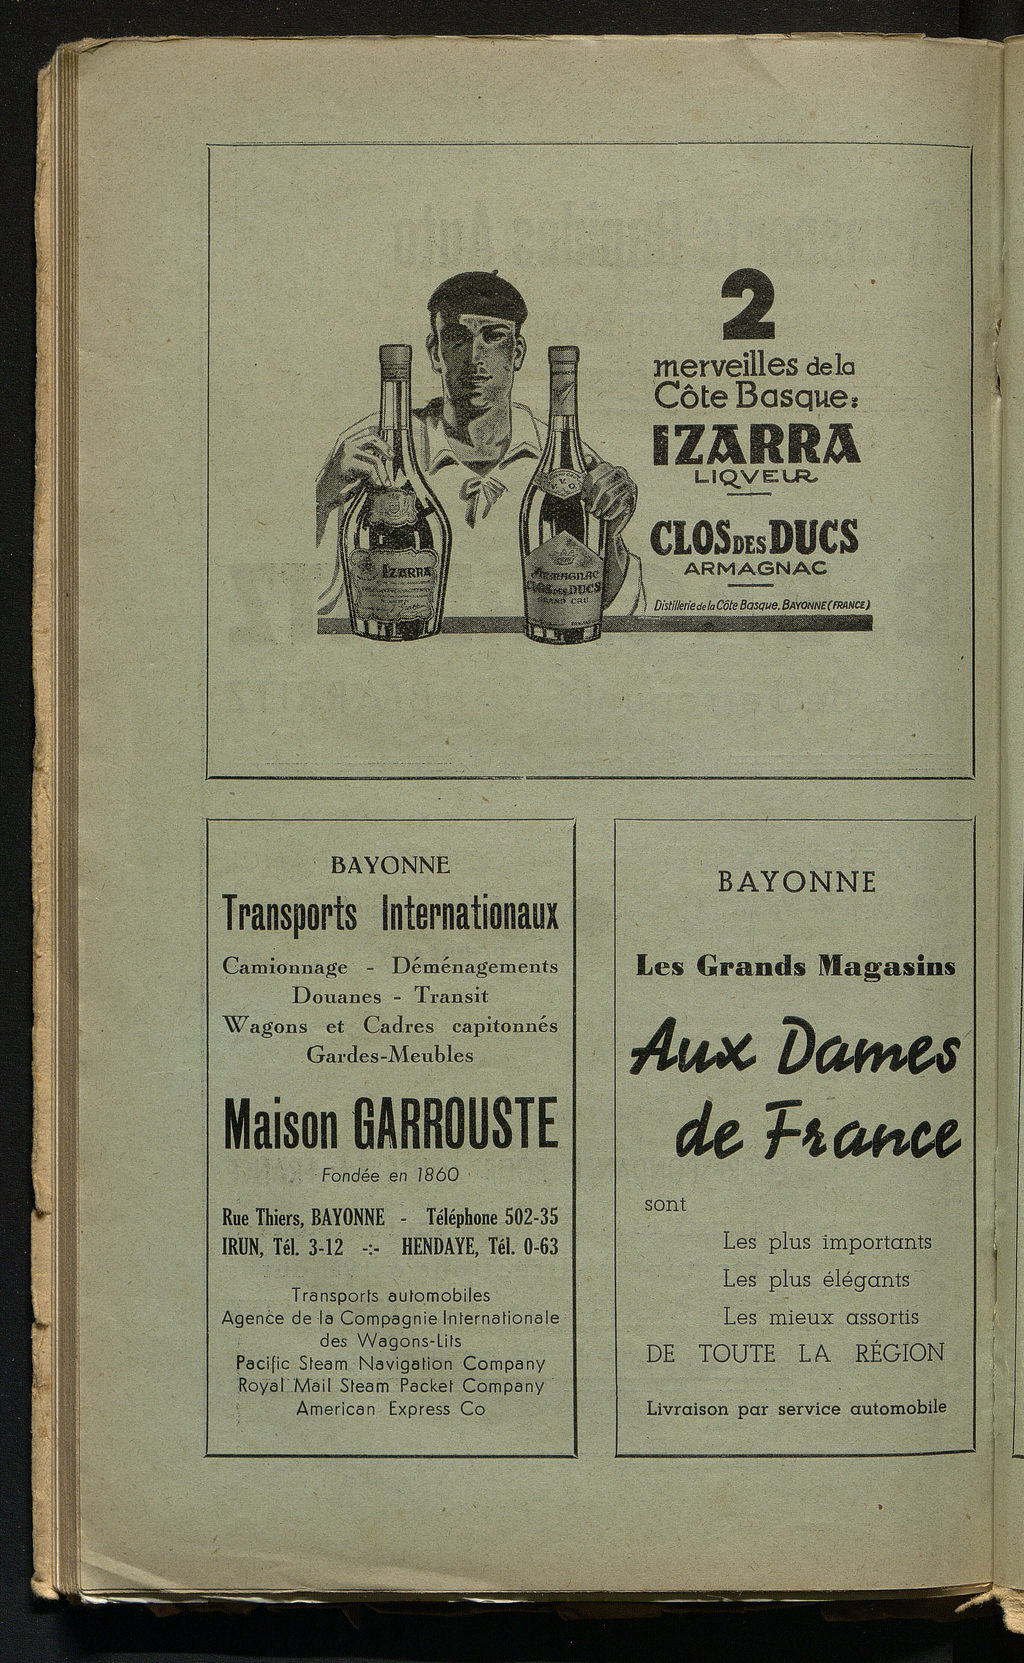 2
merveilles de la
Côte Basque:
IZARRA
LIQUEUR
CLOS DES DUCS
ARMAGNAC
Distillerie de la Côte Basque. BAYONNE (FRANCE)
IZARRA
V.V.O
ARMAGNAC
CLOS DES DUCS
GRAND CRU
BAYONNE
Transports Internationaux
Camionnage - Déménagements
Douanes - Transit
Wagons et Cadres capitonnés
Gardes-Meubles
Maison GARROUSTE
Fondée en 1860
Rue Thiers, BAYONNE - Téléphone 502-35
IRUN, Tél. 3-12 -:- HENDAYE, Tél. 0-63
Transports automobiles
Agence de la Compagnie Internationale
des Wagons-Lits
Pacific Steam Navigation Company
Royal Mail Steam Packet Company
American Express Co
BAYONNE
Les Grands Magasins
Aux Dames
de France
sont
Les plus importants
Les plus élégants
Les mieux assortis
DE TOUTE LA RÉGION
Livraison par service automobile